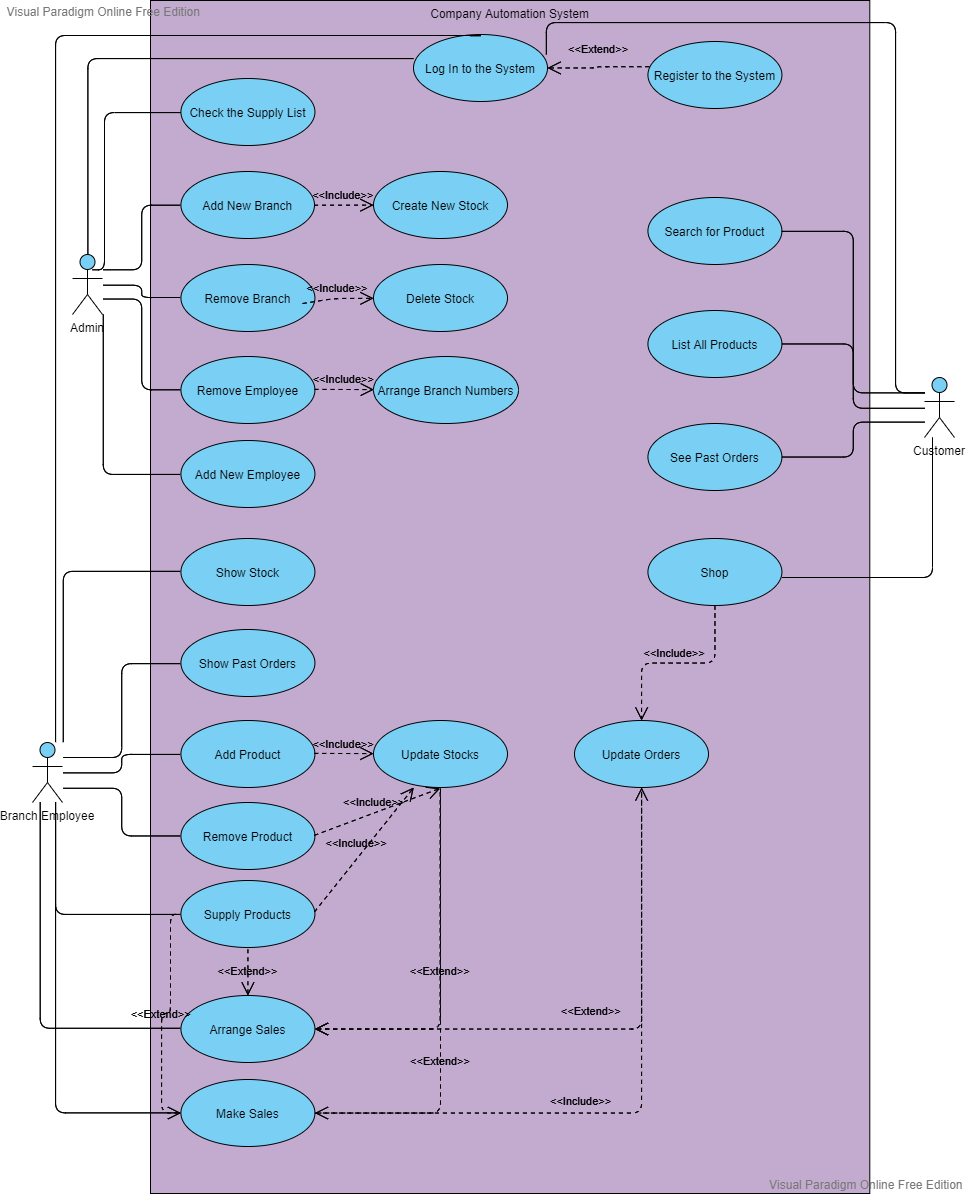 Visual Paradigm Online Free Edition
Company Automation System
<<Extend>>
Log In to the System
Register to the System
Check the Supply List
Add New Branch
<<Include>>
Create New Stock
Search for Product
Remove Branch
<<Include>>
Delete Stock
Admin
List All Products
Remove Employee
<<Include>>
Arrange Branch Numbers
Customer
See Past Orders
Add New Employee
Show Stock
Shop
<<Include>>
Show Past Orders
Add Product
<<Include>>
Update Stocks
Update Orders
Branch Employee
<<Include>>
Remove Product
<<Include>>
Supply Products
<<Extend>>
<<Extend>>
<<Extend>>
<<Extend>>
Arrange Sales
<<Extend>>
<<Include>>
Make Sales
Visual Paradigm Online Free Edition